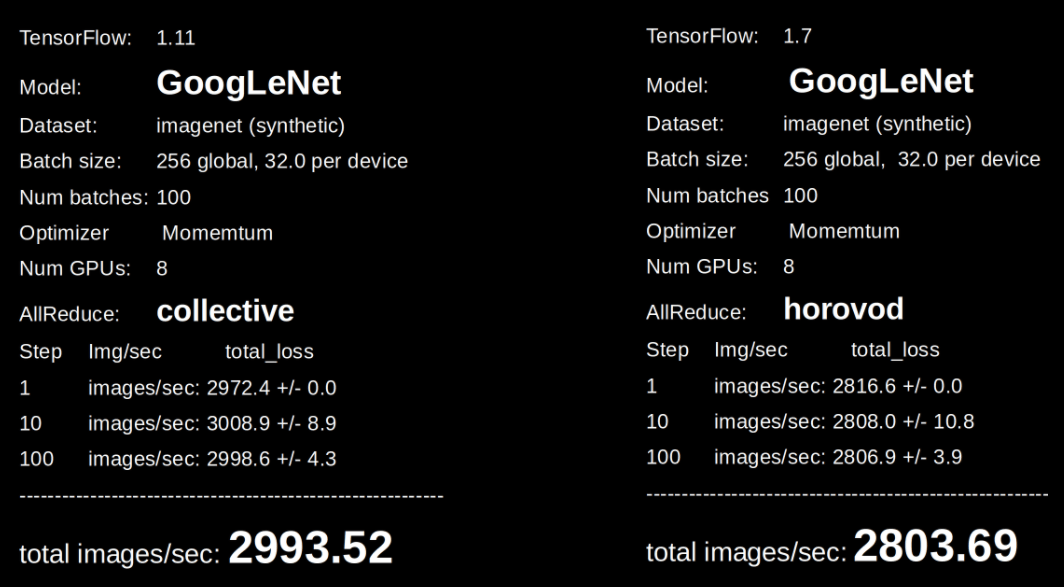 TensorFlow: 1.11
Model: GoogLeNet
Dataset: imagenet (synthetic)
Batch size: 256 global, 32.0 per device
Num batches: 100
Optimizer Momemtum
Num GPUs: 8
AllReduce: collective
Step Img/sec total_loss
1 images/sec: 2972.4 +/- 0.0
10 images/sec: 3008.9 +/- 8.9
100 images/sec: 2998.6 +/- 4.3
------------------------------------------------------------
total images/sec: 2993.52
TensorFlow: 1.7
Model: GoogLeNet
Dataset: imagenet (synthetic)
Batch size: 256 global, 32.0 per device
Num batches 100
Optimizer Momemtum
Num GPUs: 8
AllReduce: horovod
Step Img/sec total_loss
1 images/sec: 2816.6 +/- 0.0
10 images/sec: 2808.0 +/- 10.8
100 images/sec: 2806.9 +/- 3.9
---------------------------------------------------------
total images/sec: 2803.69